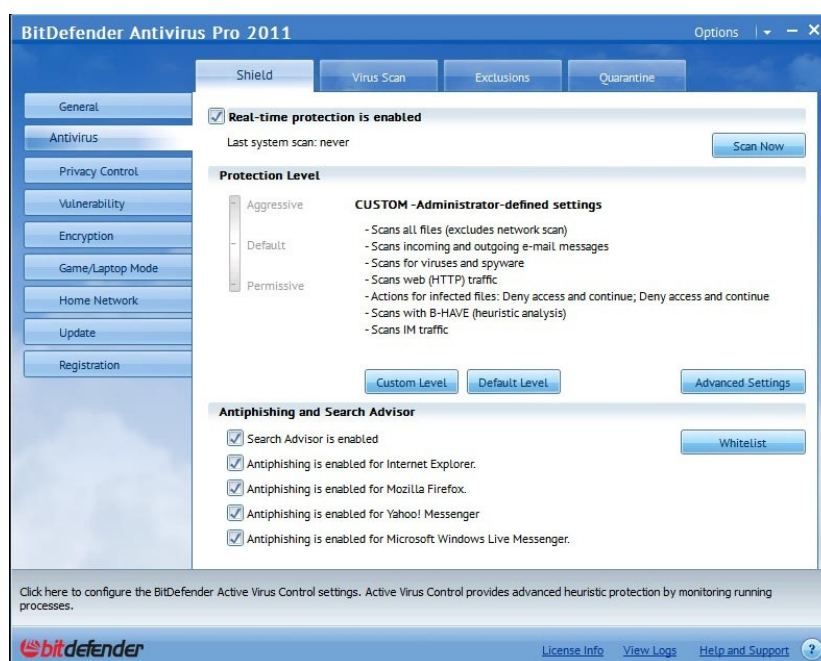 BitDefender Antivirus Pro 2011
Options
Shield
Virus Scan
Exclusions
Quarantine
General
Antivirus
Privacy Control
Vulnerability
Encryption
Game/Laptop Mode
Home Network
Update
Registration
Real-time protection is enabled
Last system scan: never
Scan Now
Protection Level
Aggressive
Default
Permissive
CUSTOM -Administrator-defined settings
- Scans all files (excludes network scan)
- Scans incoming and outgoing e-mail messages
- Scans for viruses and spyware
- Scans web (HTTP) traffic
- Actions for infected files: Deny access and continue; Deny access and continue
- Scans with B-HAVE (heuristic analysis)
- Scans IM traffic
Custom Level
Default Level
Advanced Settings
Antiphishing and Search Advisor
Search Advisor is enabled
Whitelist
Antiphishing is enabled for Internet Explorer.
Antiphishing is enabled for Mozilla Firefox.
Antiphishing is enabled for Yahoo! Messenger
Antiphishing is enabled for Microsoft Windows Live Messenger.
Click here to configure the BitDefender Active Virus Control settings. Active Virus Control provides advanced heuristic protection by monitoring running
processes.
bitdefender
License Info
View Logs
Help and Support
?